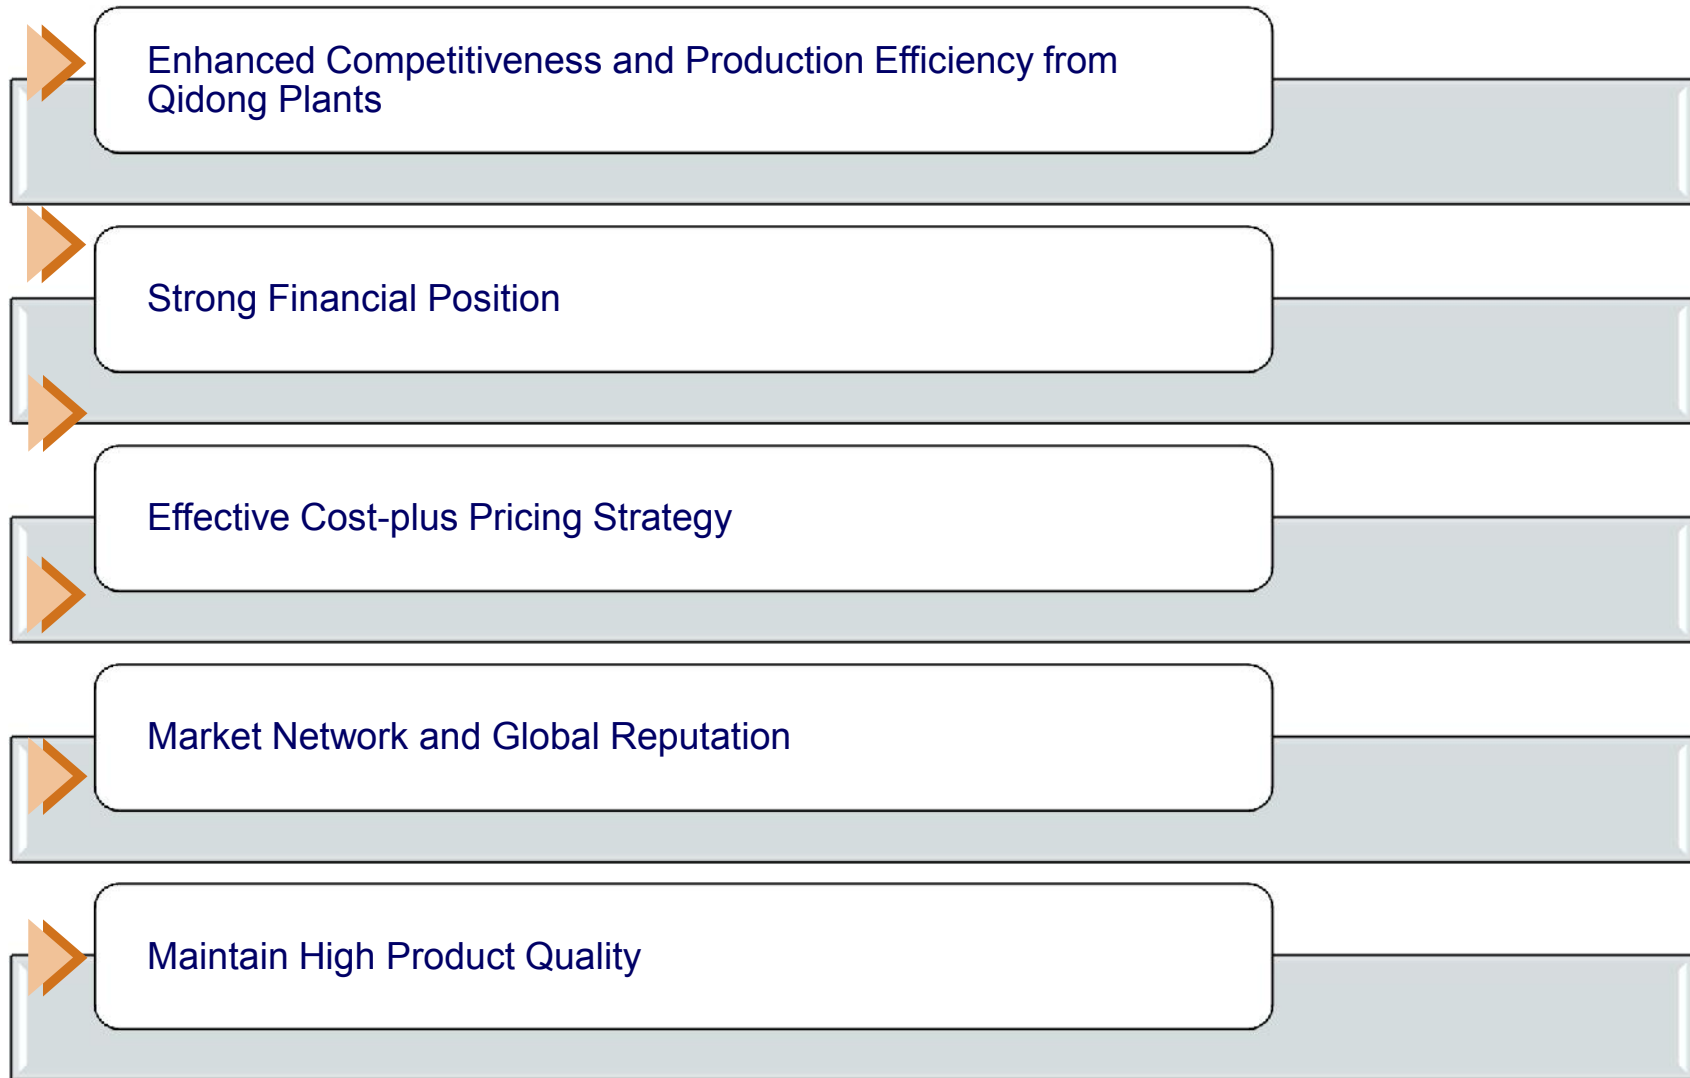 Enhanced Competitiveness and Production Efficiency from
Qidong Plants
Strong Financial Position
Effective Cost-plus Pricing Strategy
Market Network and Global Reputation
Maintain High Product Quality